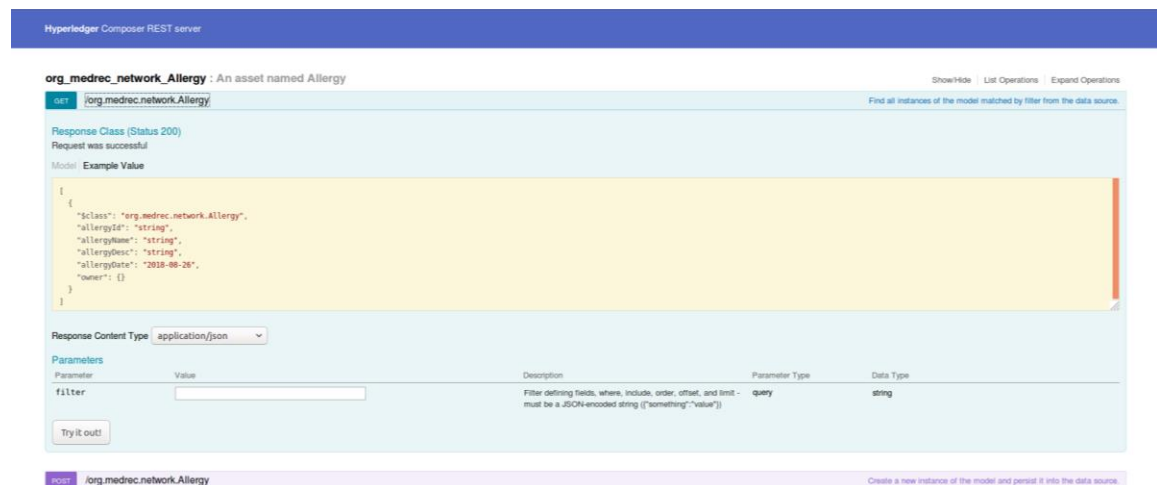 Hyperledger Composer REST server
org_medrec_network_Allergy : An asset named Allergy
Show/Hide List Operations Expand Operations
GET /org.medrec.network.Allergy Find all instances of the model matched by filter from the data source.
Response Class (Status 200)
Request was successful
Model Example Value
[
{
"$class": "org.medrec.network.Allergy",
"allergyId": "string",
"allergyName": "string",
"allergyDesc": "string",
"allergyDate": "2018-08-26",
"owner": {}
}
]
Response Content Type application/json
Parameters
Parameter Value Description Parameter Type Data Type
filter Filter defining fields, where, include, order, offset, and limit - query string
must be a JSON-encoded string ({"something":"value"})
Try it out!
POST /org.medrec.network.Allergy Create a new instance of the model and persist it into the data source.